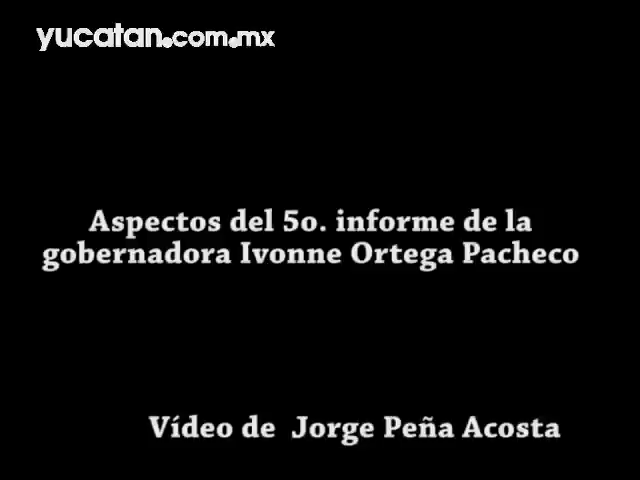 yucatan.com.mx
Aspectos del 5o. informe de la
gobernadora Ivonne Ortega Pacheco
Vídeo de Jorge Peña Acosta